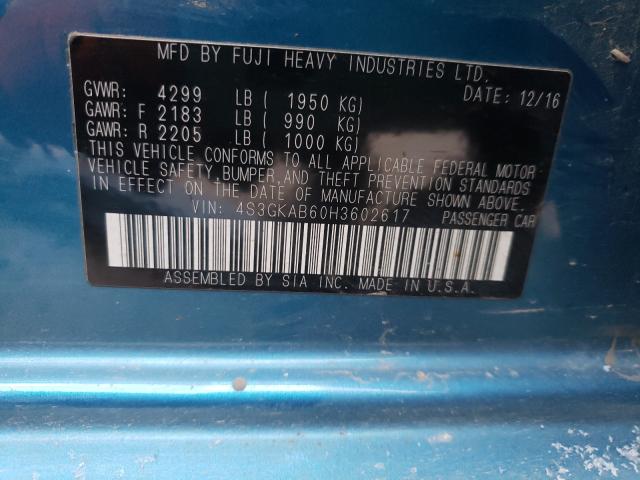 MFD BY FUJI HEAVY INDUSTRIES LTD.
GVWR: 4299 LB ( 1950 KG) DATE: 12/16
GAWR: F 2183 LB ( 990 KG)
GAWR: R 2205 LB ( 1000 KG)
THIS VEHICLE CONFORMS TO ALL APPLICABLE FEDERAL MOTOR
VEHICLE SAFETY, BUMPER, AND THEFT PREVENTION STANDARDS
IN EFFECT ON THE DATE OF MANUFACTURE SHOWN ABOVE.
VIN: 4S3GKAB60H3602617 PASSENGER CAR
ASSEMBLED BY SIA INC. MADE IN U.S.A.